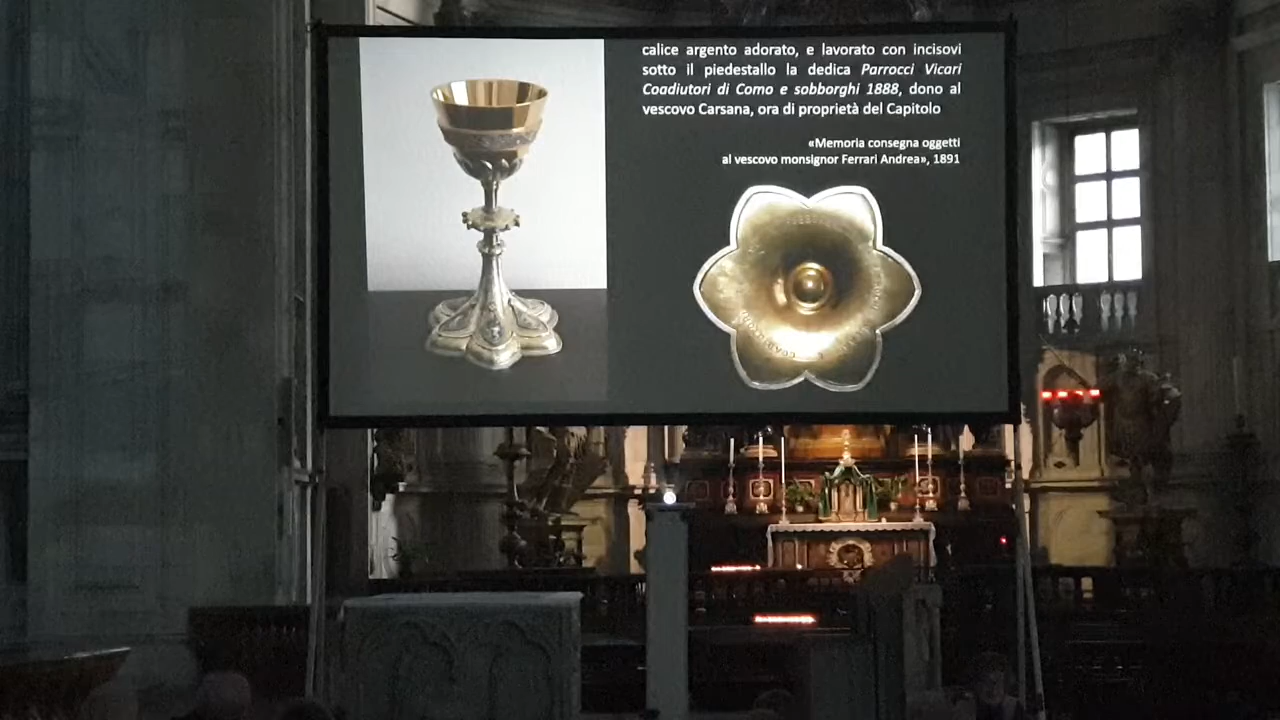 calice argento adorato, e lavorato con incisovi
sotto il piedestallo la dedica Parrocci Vicari
Coadiutori di Como e sobborghi 1888, dono al
vescovo Carsana, ora di proprietà del Capitolo
«Memoria consegna oggetti
al vescovo monsignor Ferrari Andrea», 1891